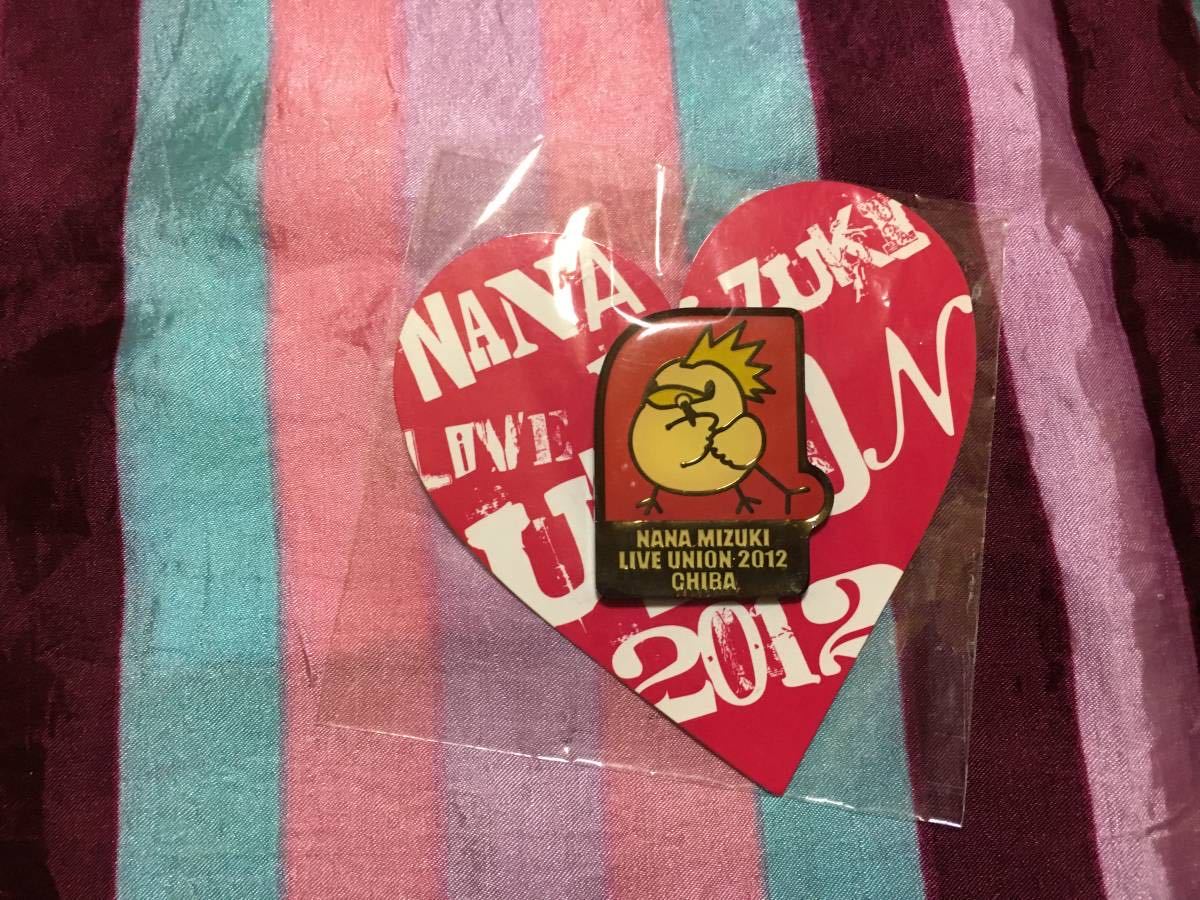 NANA
ZUKI
LIVE
U
N
2012
NANA MIZUKI
LIVE UNION 2012
CHIBA